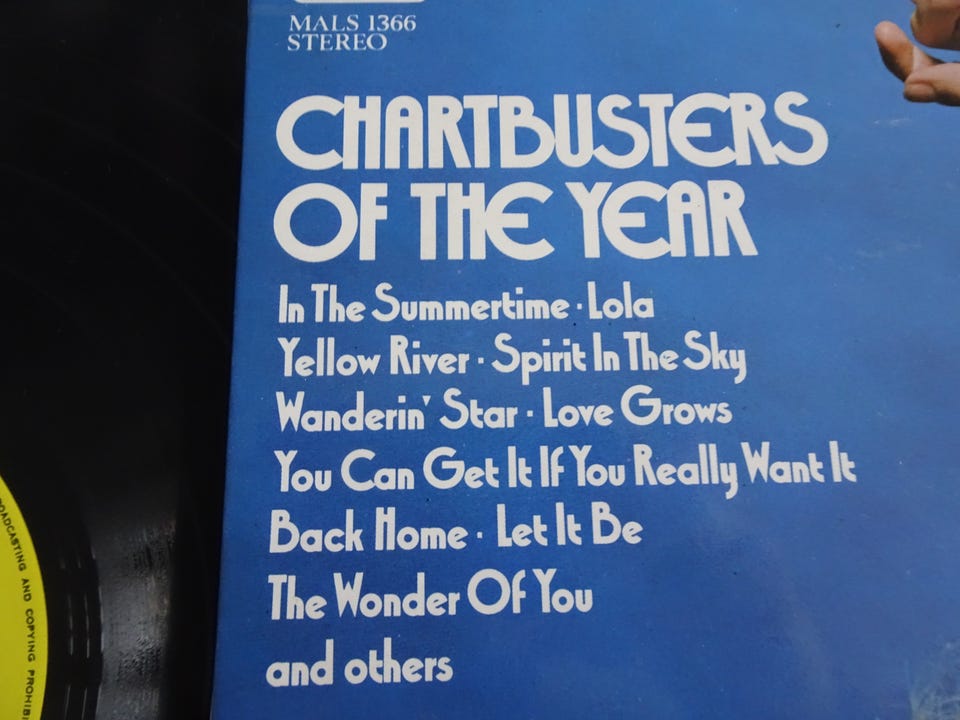 MALS 1366
STEREO
CHARTBUSTERS
OF THE YEAR
In The Summertime · Lola
Yellow River · Spirit In The Sky
Wanderin' Star · Love Grows
You Can Get It If You Really Want It
Back Home · Let It Be
The Wonder Of You
and others
AND COPYING